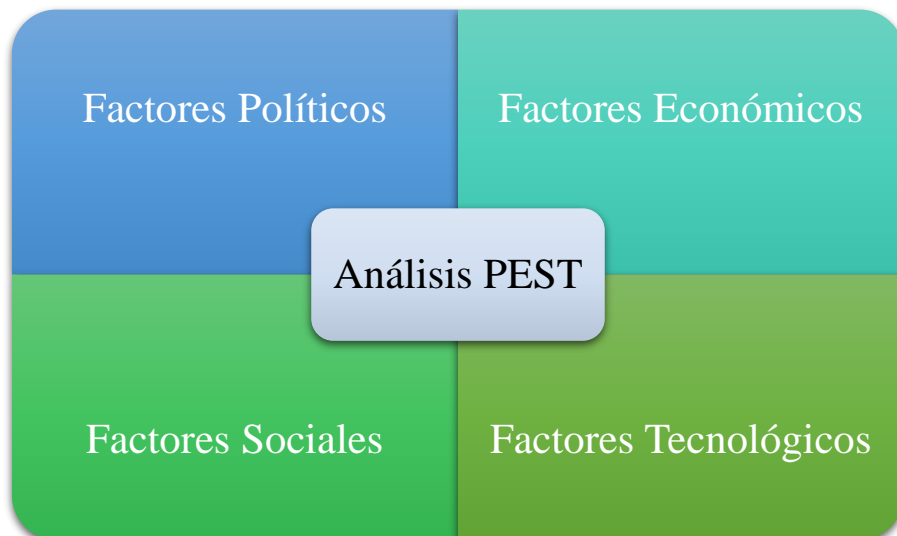 Factores Políticos
Factores Económicos
Análisis PEST
Factores Sociales
Factores Tecnológicos